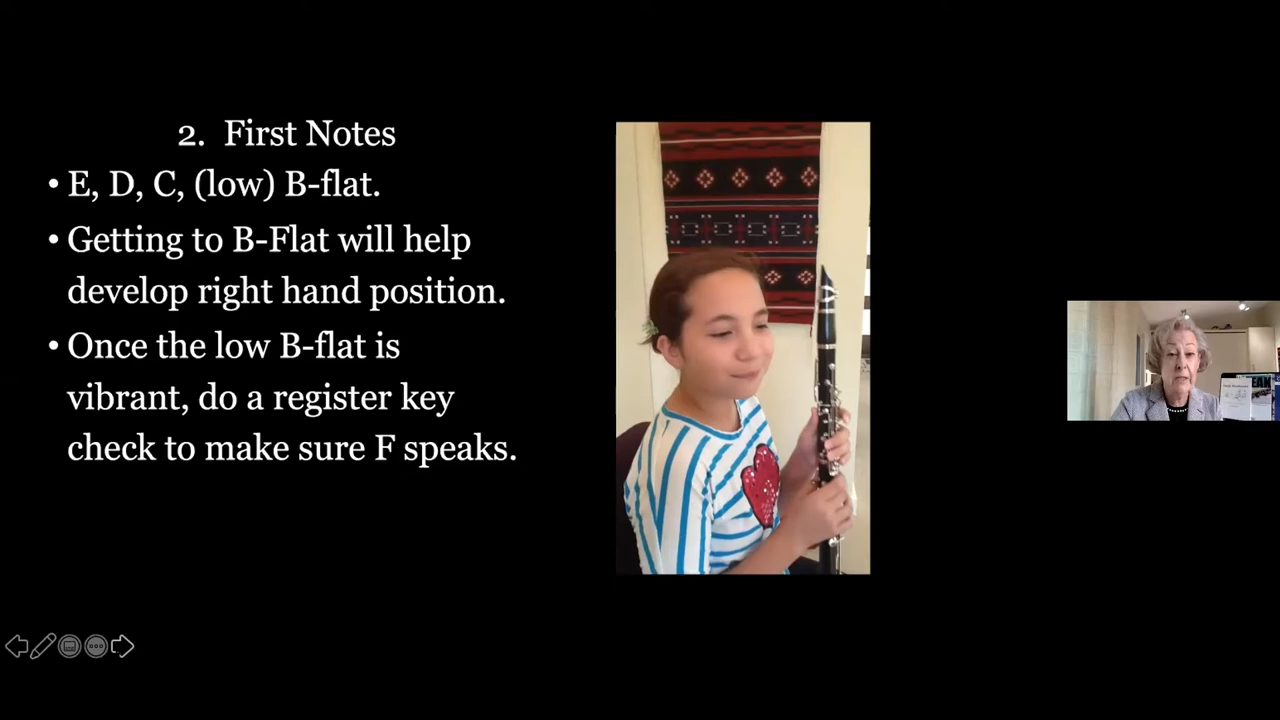 2. First Notes
• E, D, C, (low) B-flat.
• Getting to B-Flat will help
develop right hand position.
• Once the low B-flat is
vibrant, do a register key
check to make sure F speaks.